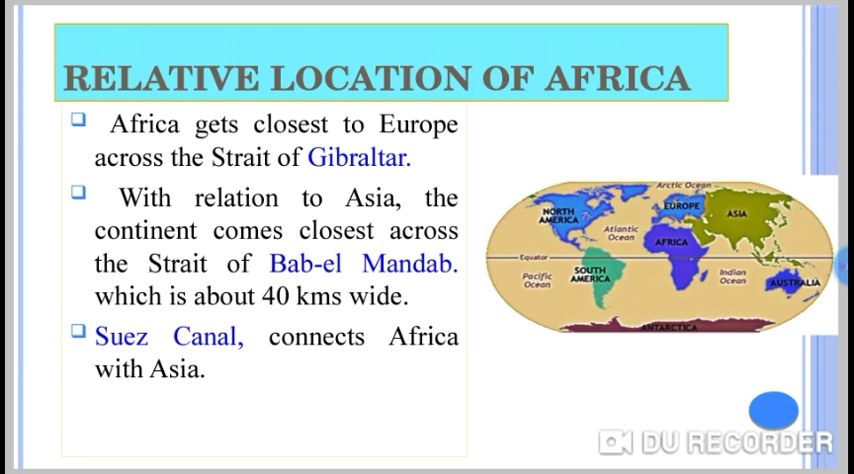 RELATIVE LOCATION OF AFRICA
Africa gets closest to Europe
across the Strait of Gibraltar.
With relation to Asia, the
continent comes closest across
the Strait of Bab-el Mandab.
which is about 40 kms wide.
Suez Canal, connects Africa
with Asia.
Arctic Ocean
NORTH
AMERICA
EUROPE
ASIA
Atlantic
Ocean
AFRICA
Equator
Pacific
Ocean
SOUTH
AMERICA
Indian
Ocean
AUSTRALIA
ANTARCTICA
DU RECORDER